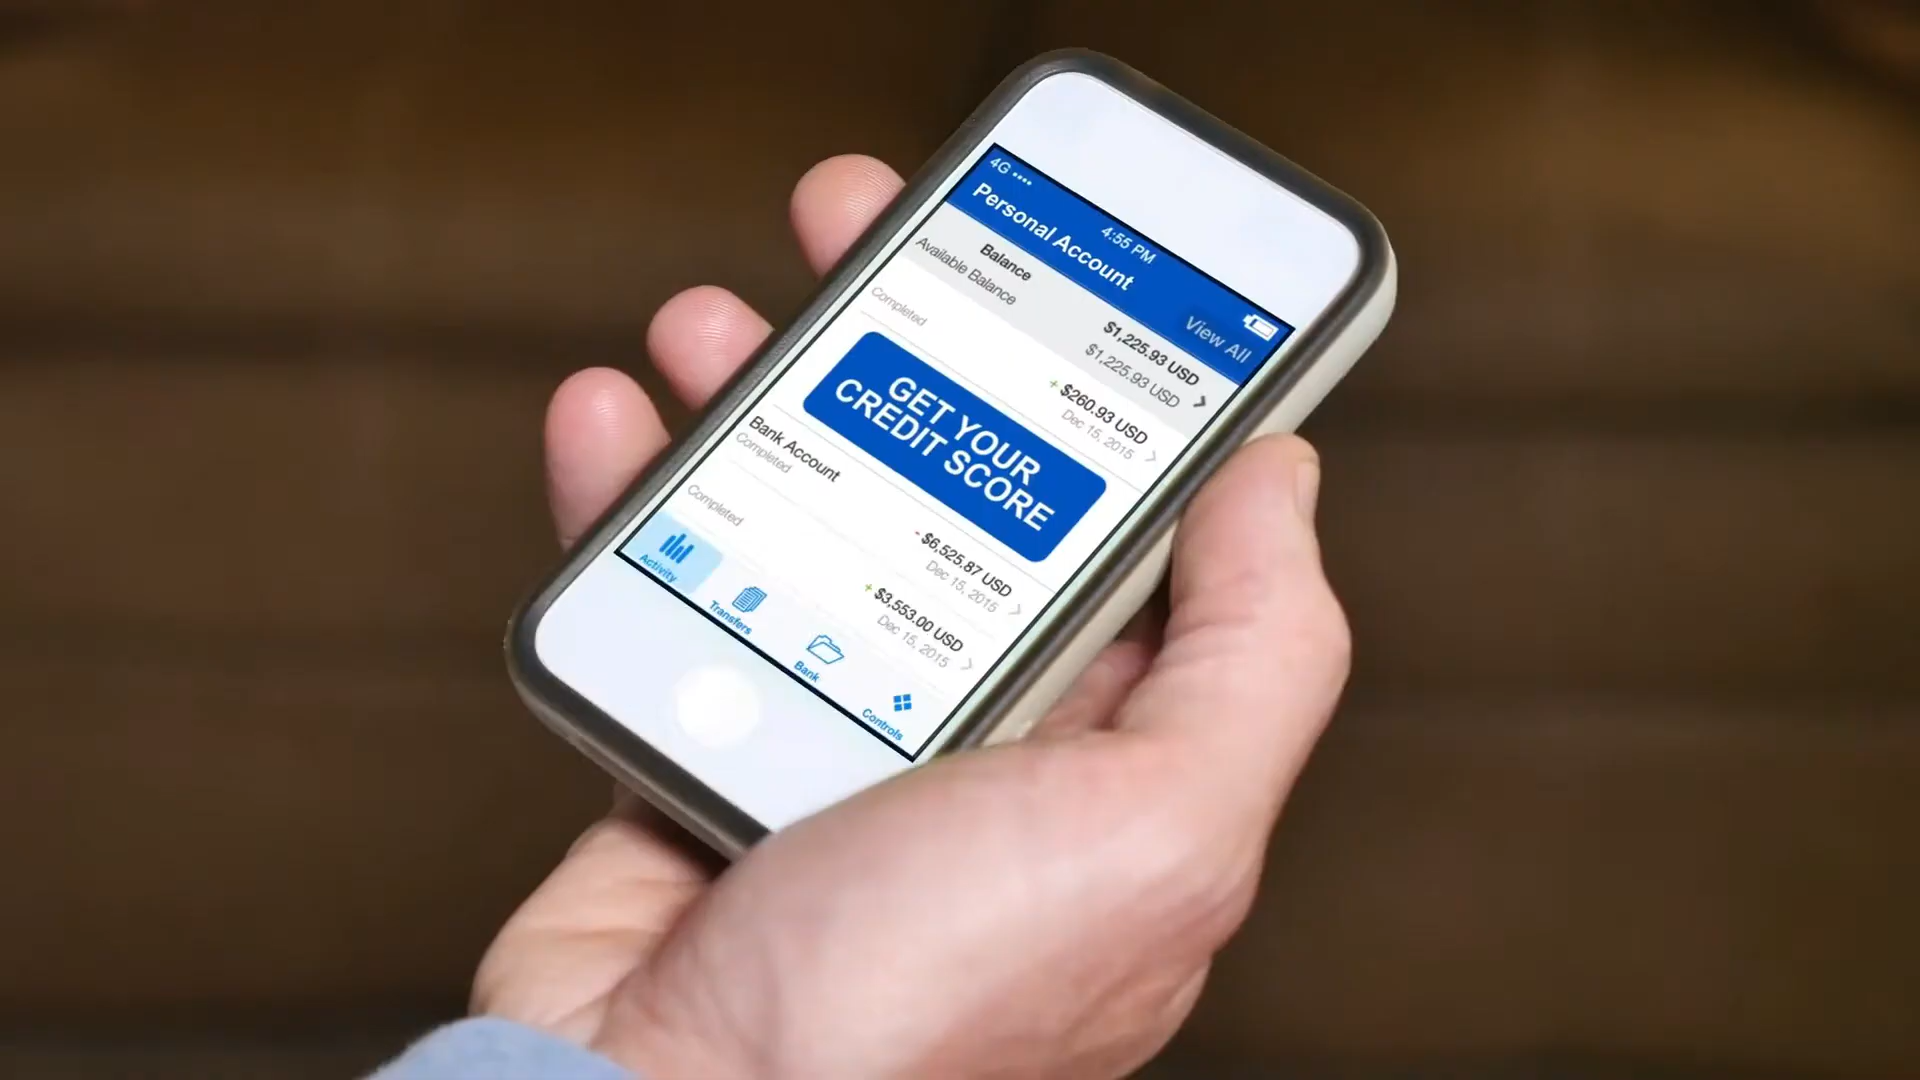 4G
4:55 PM
Personal Account
View All
Balance
$1,225.93 USD
Available Balance
$1,225.93 USD
Completed
+ $260.93 USD
Dec 15, 2015
GET YOUR
CREDIT SCORE
Bank Account
Completed
- $6,525.87 USD
Dec 15, 2015
Completed
+ $3,553.00 USD
Dec 15, 2015
Activity
Transfers
Bank
Controls